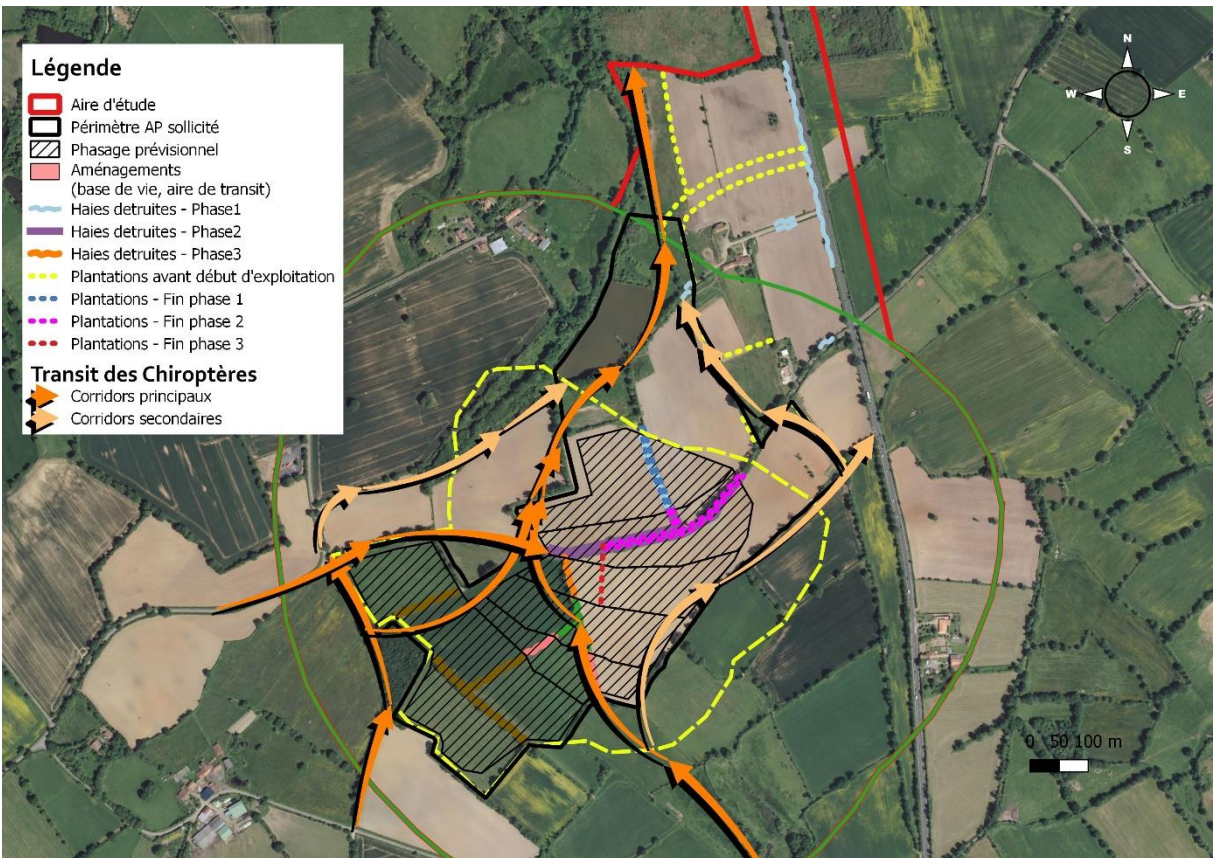 Légende
Aire d'étude
Périmètre AP sollicité
Phasage prévisionnel
Aménagements
(base de vie, aire de transit)
Haies detruites - Phase1
Haies detruites - Phase2
Haies detruites - Phase3
Plantations avant début d'exploitation
Plantations - Fin phase 1
Plantations - Fin phase 2
Plantations - Fin phase 3
Transit des Chiroptères
Corridors principaux
Corridors secondaires
N
W E
S
0 50 100 m